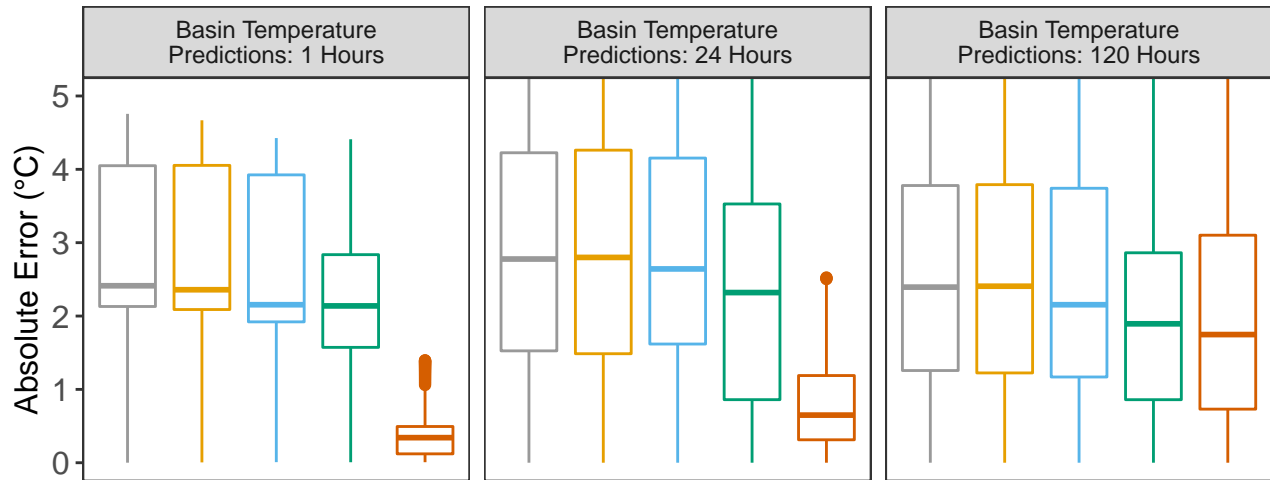 Basin Temperature
Predictions: 1 Hours
Basin Temperature
Predictions: 24 Hours
Basin Temperature
Predictions: 120 Hours
Absolute Error (°C)
5
4
3
2
1
0